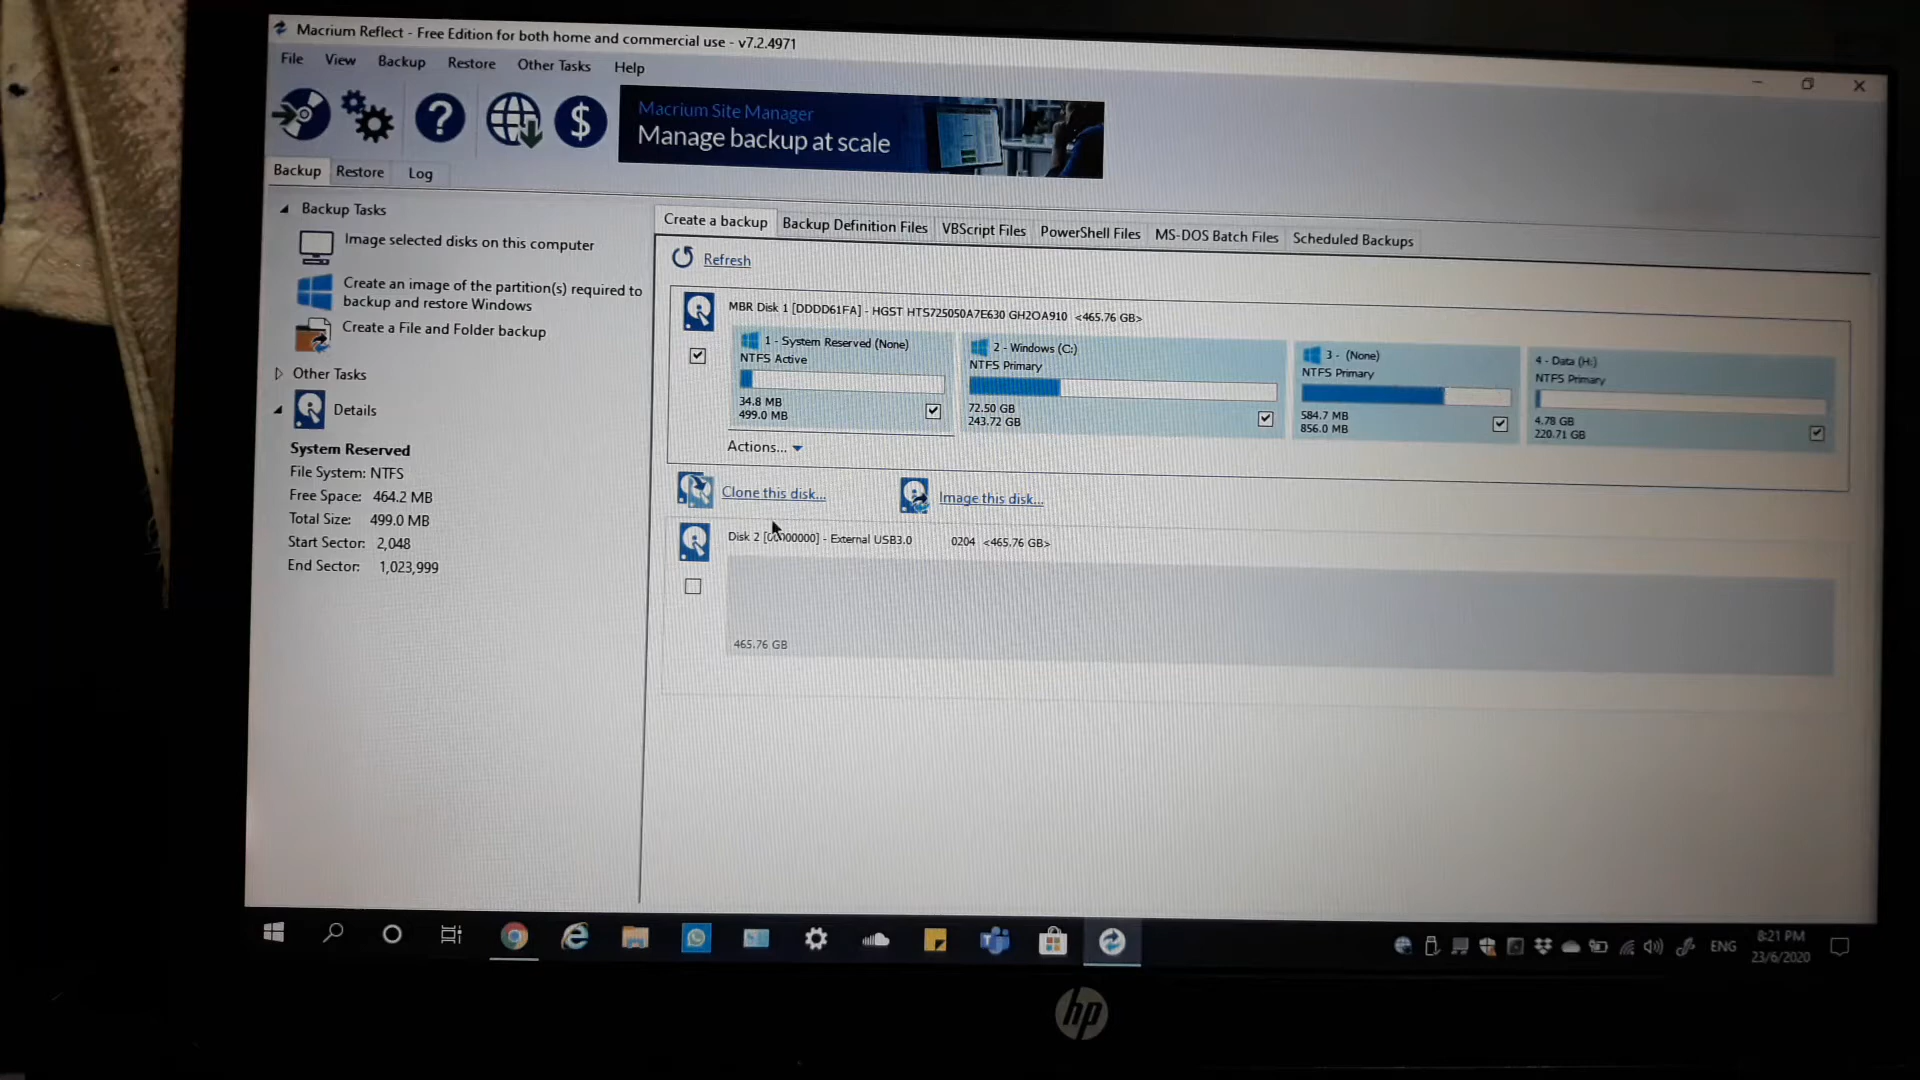 Macrium Reflect - Free Edition for both home and commercial use - v7.2.4971
File View Backup Restore Other Tasks Help
Macrium Site Manager
Manage backup at scale
Backup Restore Log
Backup Tasks
Image selected disks on this computer
Create an image of the partition(s) required to
backup and restore Windows
Create a File and Folder backup
Other Tasks
Details
System Reserved
File System: NTFS
Free Space: 464.2 MB
Total Size: 499.0 MB
Start Sector: 2,048
End Sector: 1,023,999
Create a backup Backup Definition Files VBScript Files PowerShell Files MS-DOS Batch Files Scheduled Backups
Refresh
MBR Disk 1 [DDDD61FA] - HGST HTS725050A7E630 GH2OA910 <465.76 GB>
1 - System Reserved (None)
NTFS Active
34.8 MB
499.0 MB
2 - Windows (C:)
NTFS Primary
72.50 GB
243.72 GB
3 - (None)
NTFS Primary
584.7 MB
856.0 MB
4 - Data (H:)
NTFS Primary
4.78 GB
220.71 GB
Actions...
Clone this disk... Image this disk...
Disk 2 [00000000] - External USB3.0 0204 <465.76 GB>
465.76 GB
ENG
8:21 PM
23/6/2020
hp